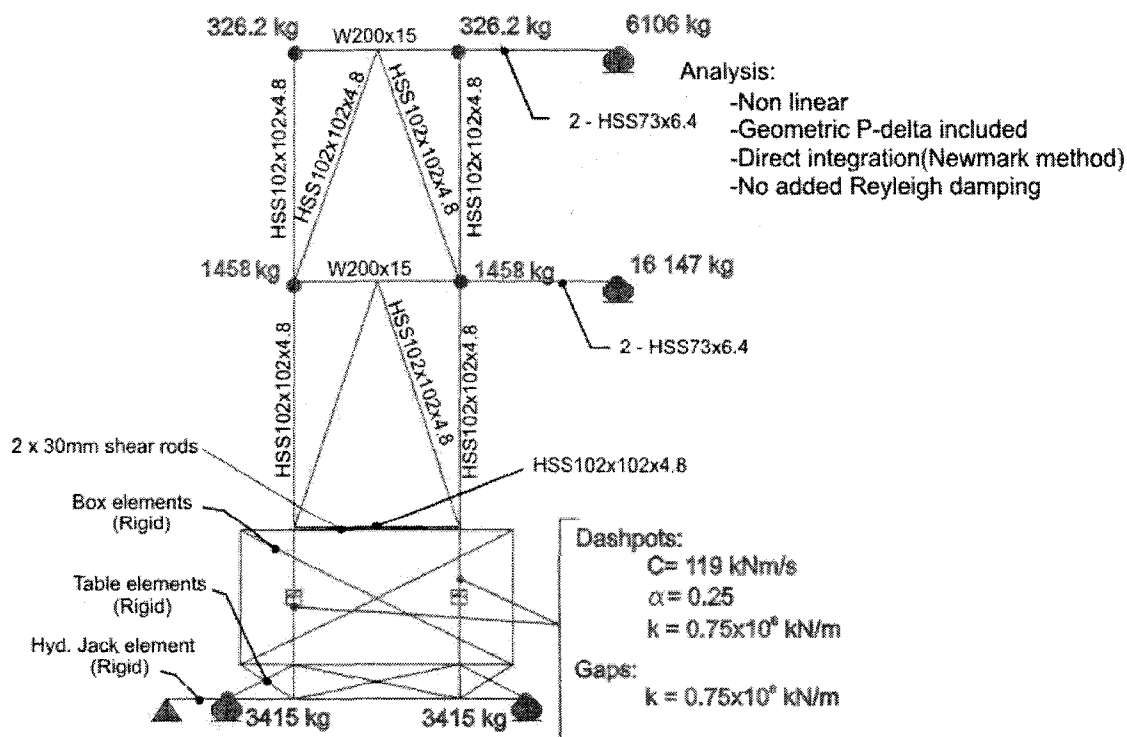 326.2 kg
326.2 kg
6106 kg
W200x15
Analysis:
-Non linear
-Geometric P-delta included
-Direct integration(Newmark method)
-No added Reyleigh damping
HSS102x102x4.8
HSS102x102x4.8
HSS102x102x4.8
HSS102x102x4.8
2 - HSS73x6.4
1458 kg
W200x15
1458 kg
16 147 kg
HSS102x102x4.8
HSS102x102x4.8
HSS102x102x4.8
2 - HSS73x6.4
2 x 30mm shear rods
HSS102x102x4.8
Box elements
(Rigid)
Table elements
(Rigid)
Hyd. Jack element
(Rigid)
Dashpots:
C= 119 kNm/s
α = 0.25
k = 0.75x10⁶ kN/m
Gaps:
k = 0.75x10⁶ kN/m
3415 kg
3415 kg